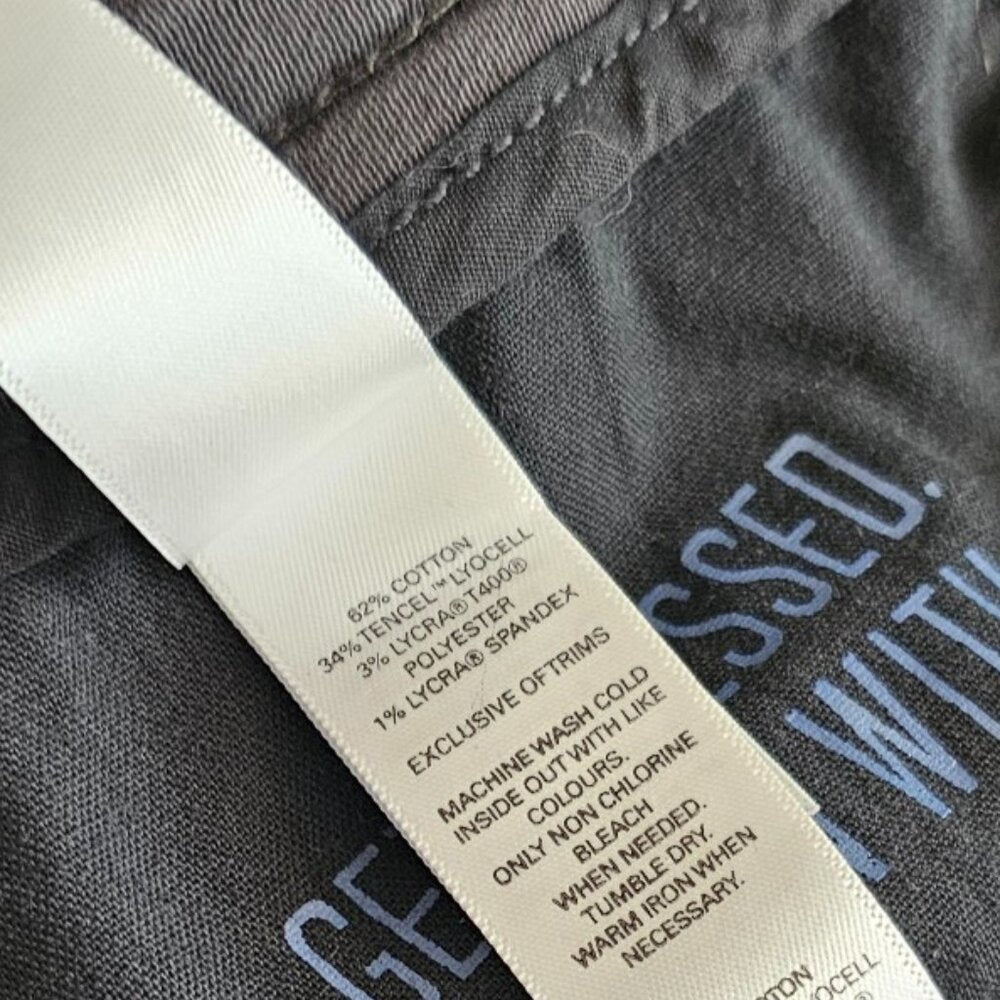 62% COTTON
34% TENCEL™ LYOCELL
3% LYCRA® T400®
POLYESTER
1% LYCRA® SPANDEX
EXCLUSIVE OF TRIMS
MACHINE WASH COLD
INSIDE OUT WITH LIKE
COLOURS.
ONLY NON CHLORINE
BLEACH
WHEN NEEDED.
TUMBLE DRY.
WARM IRON WHEN
NECESSARY.